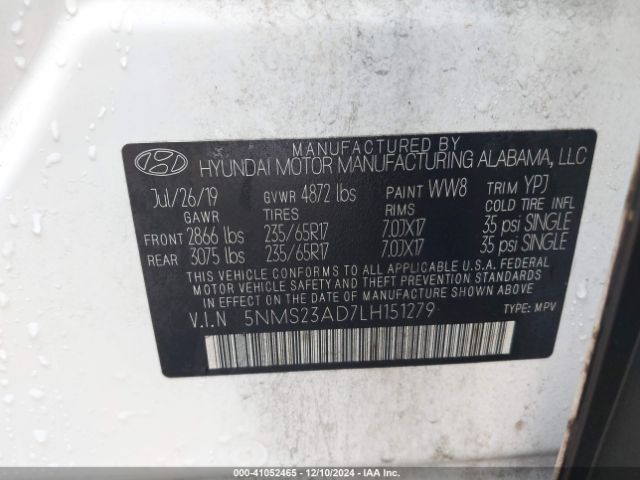 MANUFACTURED BY
HYUNDAI MOTOR MANUFACTURING ALABAMA, LLC
Jul/26/19 GVWR 4872 lbs PAINT WW8 TRIM YPJ
GAWR TIRES RIMS COLD TIRE INFL
FRONT 2866 lbs 235/65R17 7.0JX17 35 psi SINGLE
REAR 3075 lbs 235/65R17 7.0JX17 35 psi SINGLE
THIS VEHICLE CONFORMS TO ALL APPLICABLE U.S.A. FEDERAL
MOTOR VEHICLE SAFETY AND THEFT PREVENTION STANDARDS
IN EFFECT ON THE DATE OF MANUFACTURE SHOWN ABOVE.
V.I.N 5NMS23AD7LH151279 TYPE: MPV
000-41052465 - 12/10/2024 - IAA Inc.